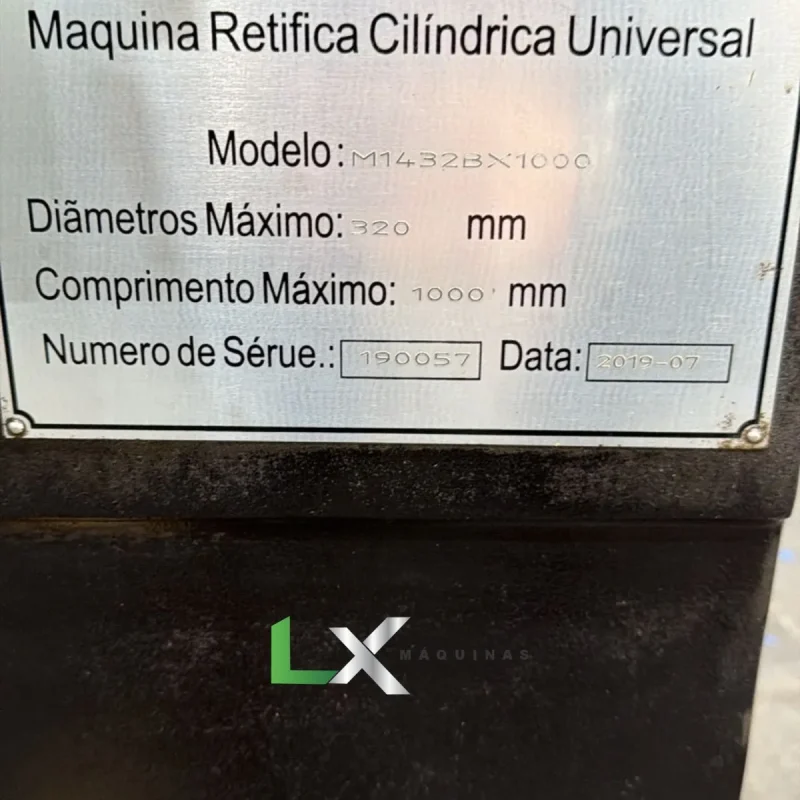 Maquina Retifica Cilíndrica Universal
Modelo: M1432BX1000
Diãmetros Máximo: 320 mm
Comprimento Máximo: 1000 mm
Numero de Sérue.: 190057 Data: 2019-07
LX MÁQUINAS